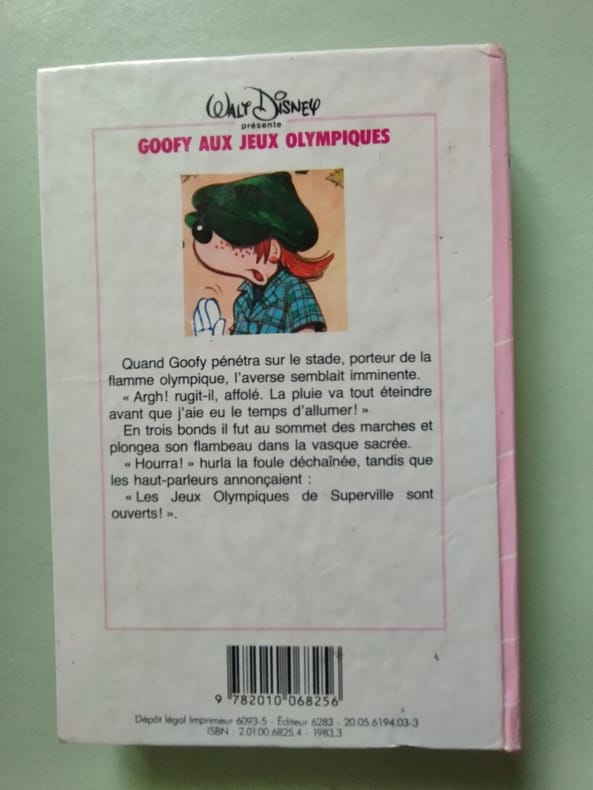 WALT DISNEY
présente
GOOFY AUX JEUX OLYMPIQUES
Quand Goofy pénétra sur le stade, porteur de la
flamme olympique, l'averse semblait imminente.
« Argh! rugit-il, affolé. La pluie va tout éteindre
avant que j'aie eu le temps d'allumer! »
En trois bonds il fut au sommet des marches et
plongea son flambeau dans la vasque sacrée.
« Hourra! » hurla la foule déchaînée, tandis que
les haut-parleurs annonçaient :
« Les Jeux Olympiques de Superville sont
ouverts! ».
9 782010 068256
Dépôt légal Imprimeur 6093-5 - Éditeur 6283 - 20.05.6194.03-3
ISBN : 2.01.00.6825.4 - 1983.3